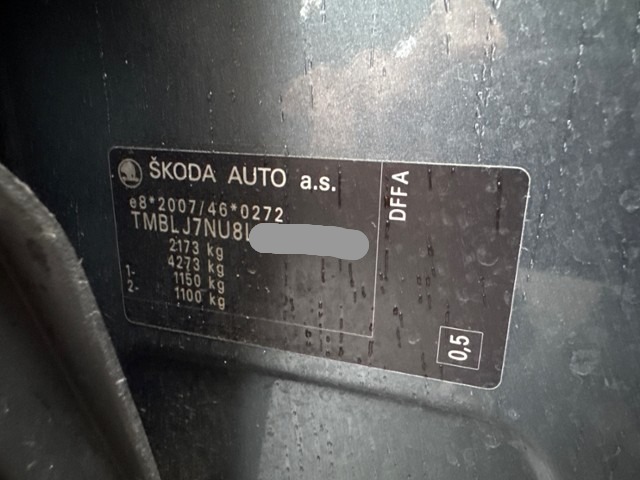 ŠKODA AUTO a.s.
e8*2007/46*0272
TMBLJ7NU8
2173 kg
4273 kg
1- 1150 kg
2- 1100 kg
DFFA
0,5